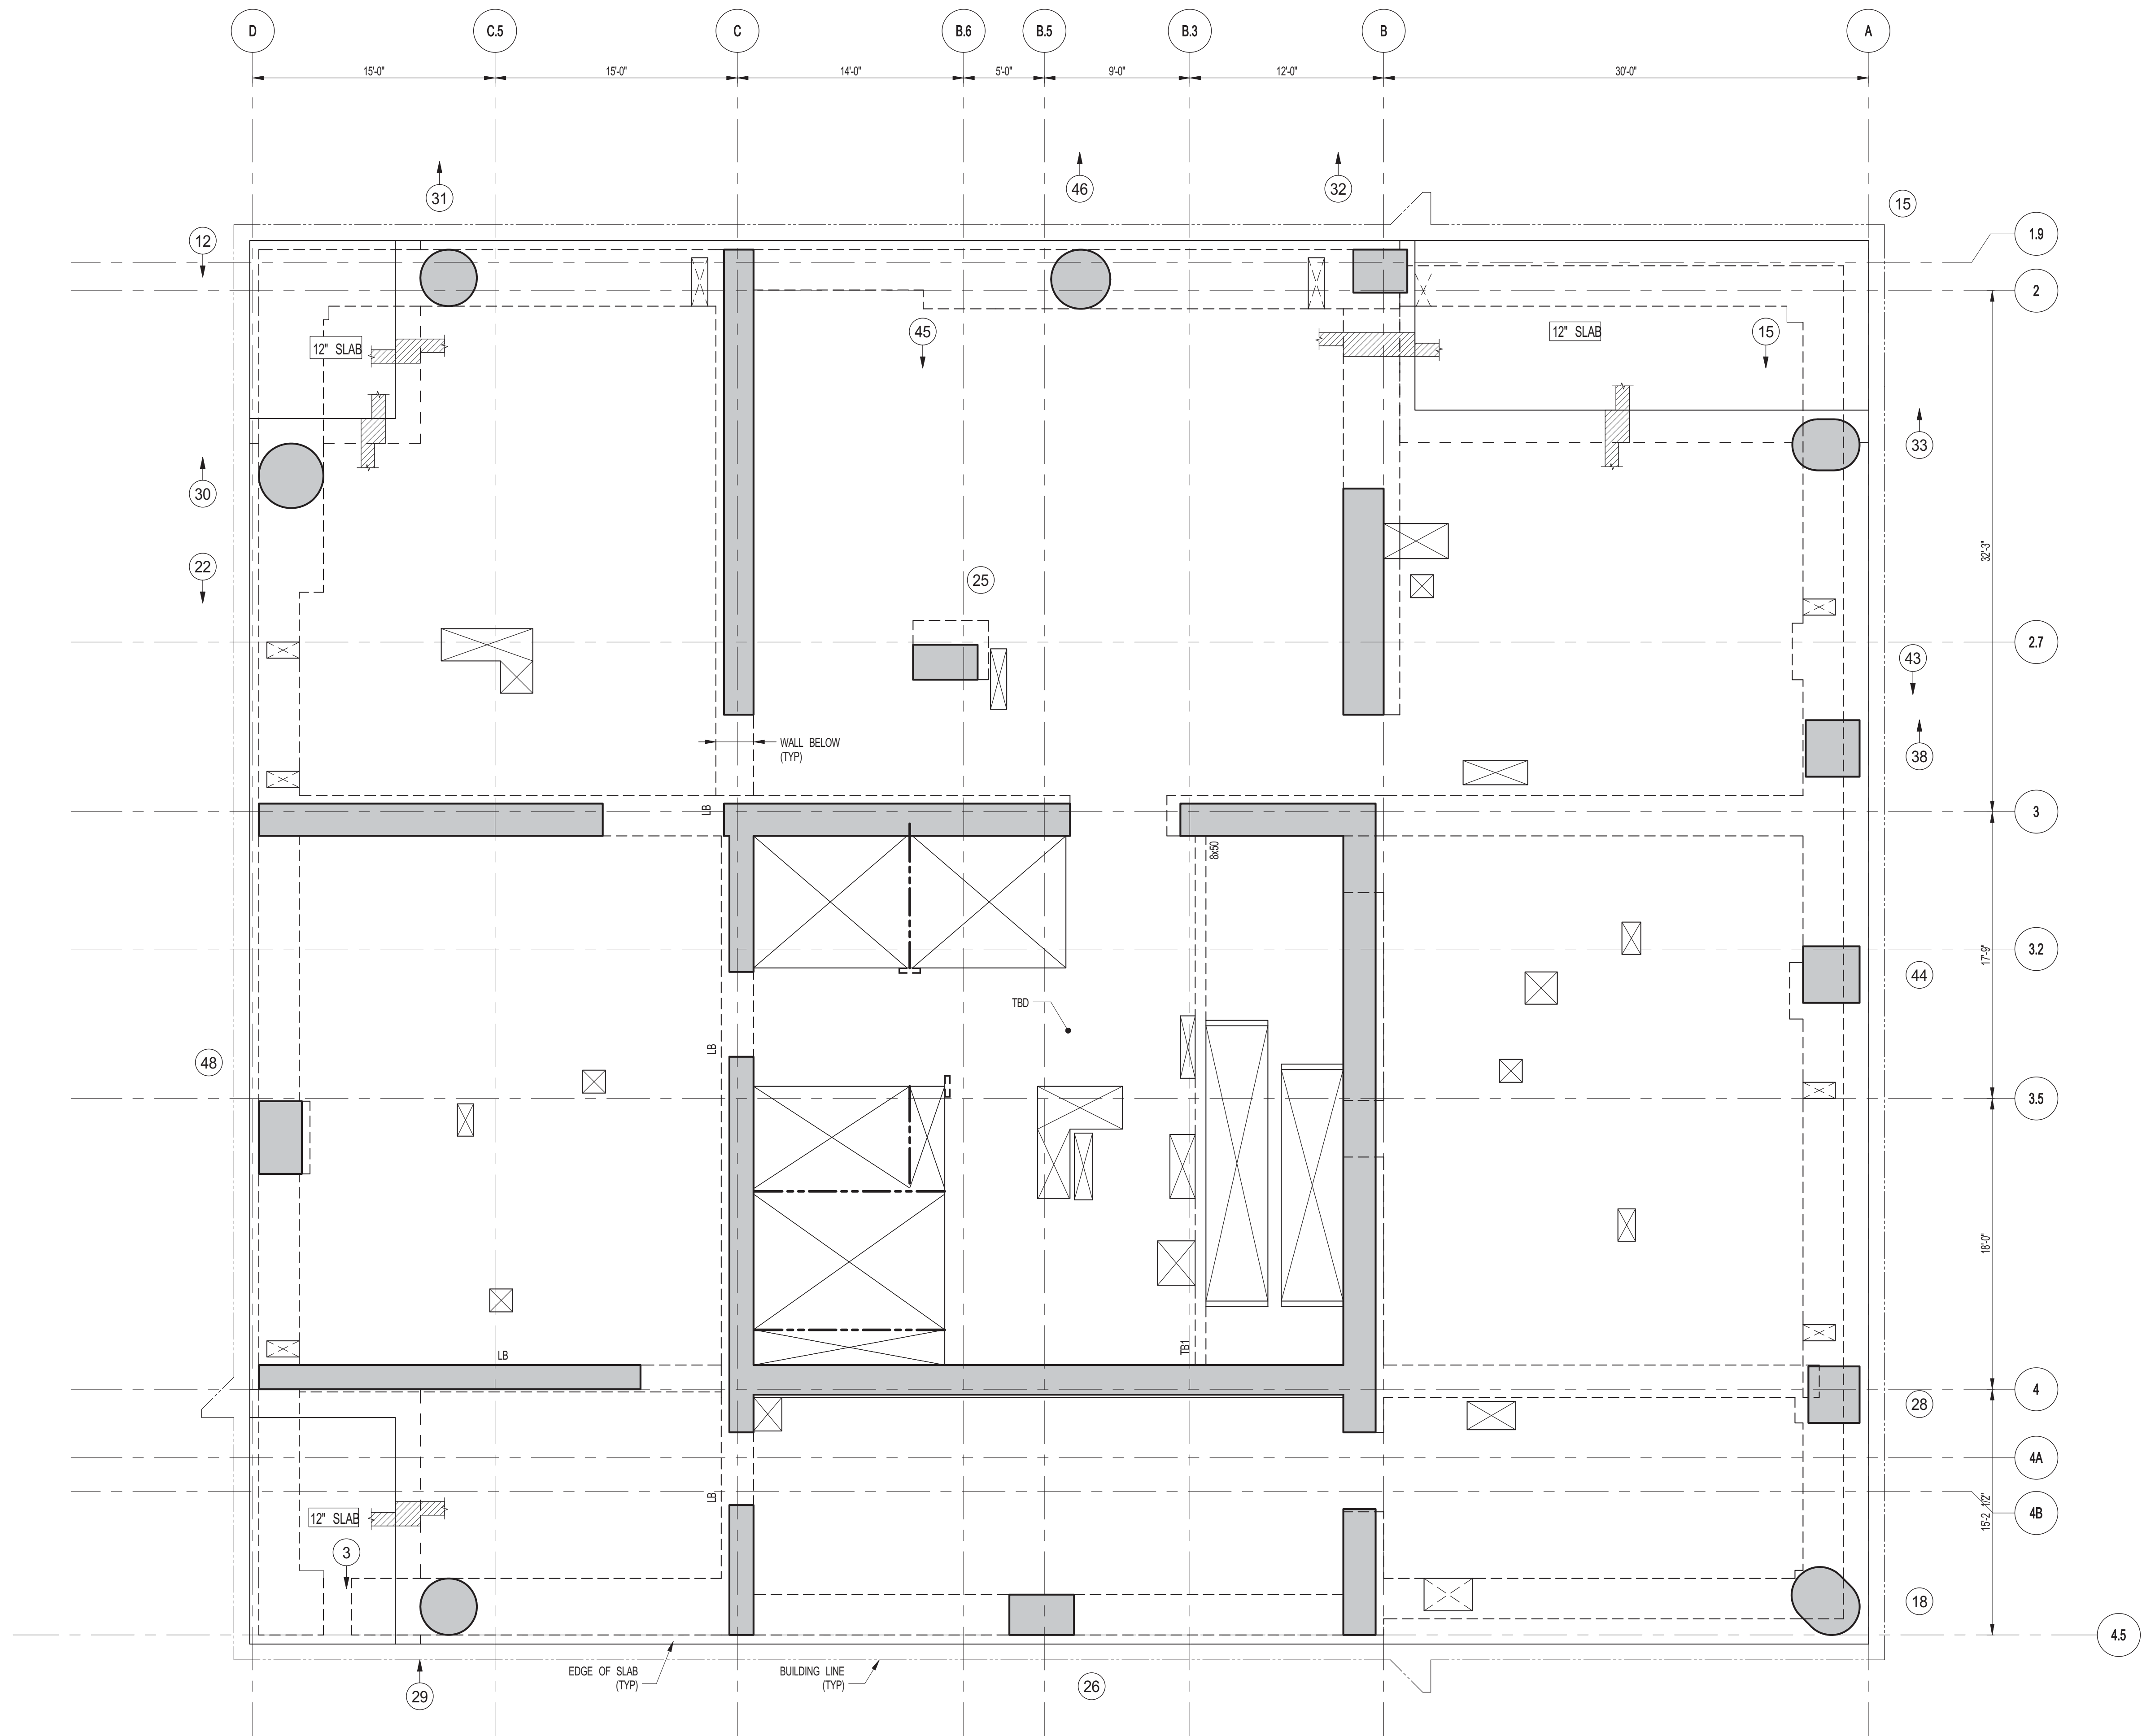 D
C.5
C
B.6
B.5
B.3
B
A
15'-0"
15'-0"
14'-0"
5'-0"
9'-0"
12'-0"
30'-0"
31
46
32
15
12
1.9
2
12" SLAB
45
12" SLAB
15
33
30
22
25
32'-3"
2.7
43
38
WALL BELOW
(TYP)
LB
3
8x50
3.2
17'-9"
44
TBD
LB
48
3.5
18'-0"
TB1
LB
4
28
4A
LB
15'-2 1/2"
4B
12" SLAB
3
18
4.5
EDGE OF SLAB
(TYP)
BUILDING LINE
(TYP)
29
26